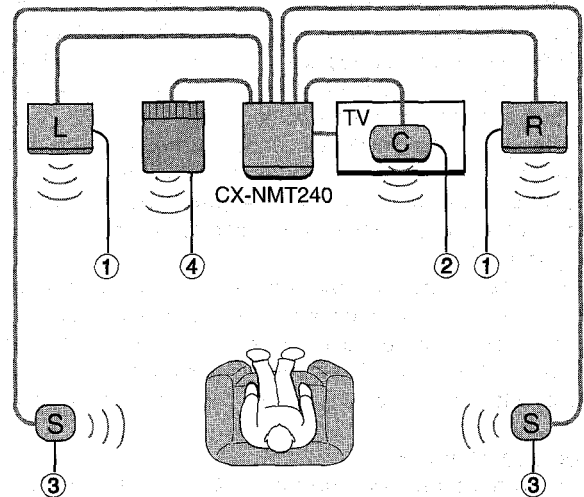 TV
L
C
R
CX-NMT240
① ④ ② ①
S S
③ ③